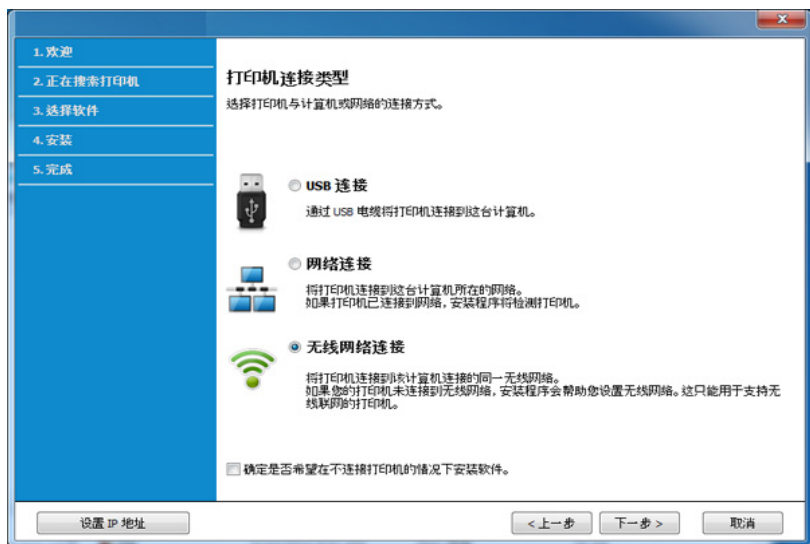 1.欢迎
2.正在搜索打印机
3.选择软件
4.安装
5.完成
打印机连接类型
选择打印机与计算机或网络的连接方式。
USB 连接
通过 USB 电缆将打印机连接到这台计算机。
网络连接
将打印机连接到这台计算机所在的网络。
如果打印机已连接到网络,安装程序将检测打印机。
无线网络连接
将打印机连接到该计算机连接的同一无线网络。
如果您的打印机未连接到无线网络,安装程序会帮助您设置无线网络。这只能用于支持无
线联网的打印机。
确定是否希望在不连接打印机的情况下安装软件。
设置 IP 地址
<上一步
下一步 >
取消